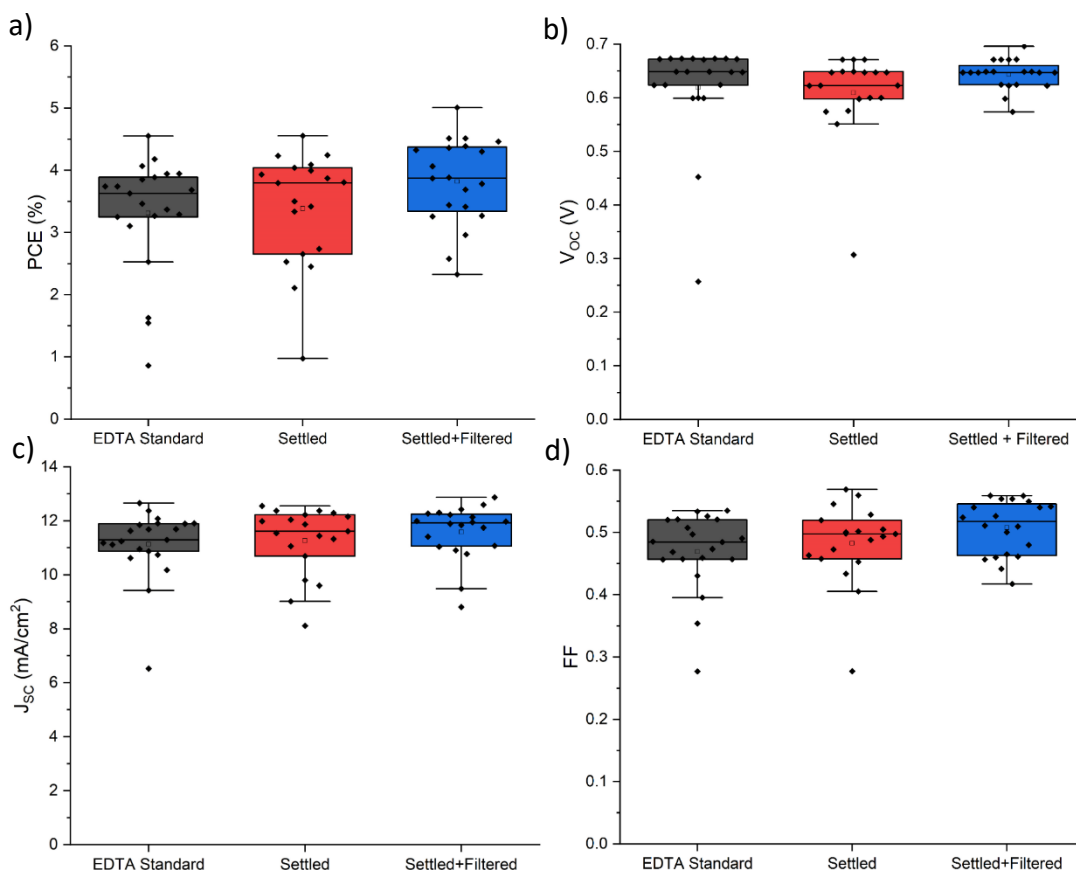 a)
6
5
4
3
2
1
0
PCE (%)
EDTA Standard Settled Settled+Filtered
b)
0.7
0.6
0.5
0.4
0.3
0.2
0.1
0.0
V_OC (V)
EDTA Standard Settled Settled + Filtered
c)
14
12
10
8
6
4
2
0
J_SC (mA/cm²)
EDTA Standard Settled Settled+Filtered
d)
0.6
0.5
0.4
0.3
0.2
0.1
0.0
FF
EDTA Standard Settled Settled+Filtered